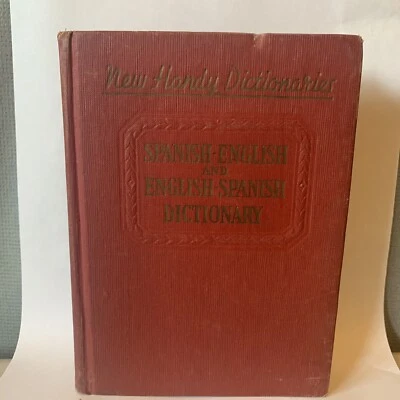 New Handy Dictionaries
SPANISH-ENGLISH
AND
ENGLISH-SPANISH
DICTIONARY